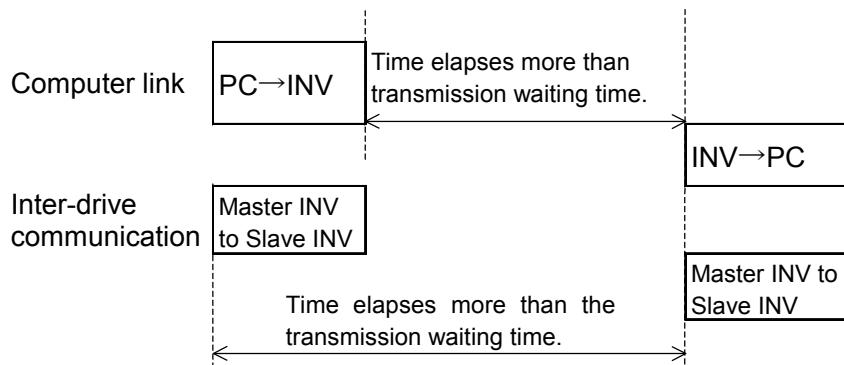 Computer link
PC→INV
Time elapses more than
transmission waiting time.
INV→PC
Inter-drive
communication
Master INV
to Slave INV
Master INV to
Slave INV
Time elapses more than the
transmission waiting time.